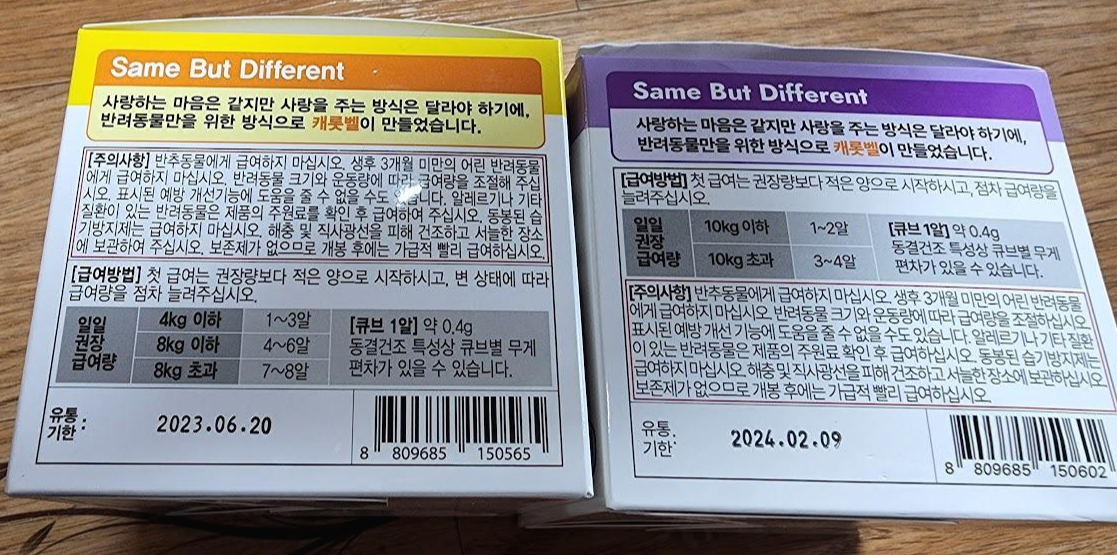 Same But Different
사랑하는 마음은 같지만 사랑을 주는 방식은 달라야 하기에,
반려동물만을 위한 방식으로 캐롯벨이 만들었습니다.
[주의사항] 반추동물에게 급여하지 마십시오. 생후 3개월 미만의 어린 반려동물
에게 급여하지 마십시오. 반려동물 크기와 운동량에 따라 급여량을 조절해 주십
시오. 표시된 예방 개선기능에 도움을 줄 수 없을 수도 있습니다. 알레르기나 기타
질환이 있는 반려동물은 제품의 주원료를 확인 후 급여하여 주십시오. 동봉된 습
기방지제는 급여하지 마십시오. 해충 및 직사광선을 피해 건조하고 서늘한 장소
에 보관하여 주십시오. 보존제가 없으므로 개봉 후에는 가급적 빨리 급여하십시오.
[급여방법] 첫 급여는 권장량보다 적은 양으로 시작하시고, 변 상태에 따라
급여량을 점차 늘려주십시오.
일일
권장
급여량
4kg 이하 1~3알
8kg 이하 4~6알
8kg 초과 7~8알
[큐브 1알] 약 0.4g
동결건조 특성상 큐브별 무게
편차가 있을 수 있습니다.
유통
기한 :
2023.06.20
8 809685 150565
Same But Different
사랑하는 마음은 같지만 사랑을 주는 방식은 달라야 하기에,
반려동물만을 위한 방식으로 캐롯벨이 만들었습니다.
[급여방법] 첫 급여는 권장량보다 적은 양으로 시작하시고, 점차 급여량을
늘려주십시오.
일일
권장
급여량
10kg 이하 1~2알
10kg 초과 3~4알
[큐브 1알] 약 0.4g
동결건조 특성상 큐브별 무게
편차가 있을 수 있습니다.
[주의사항] 반추동물에게 급여하지 마십시오. 생후 3개월 미만의 어린 반려동물
에게 급여하지 마십시오. 반려동물 크기와 운동량에 따라 급여량을 조절하십시오.
표시된 예방 개선 기능에 도움을 줄 수 없을 수도 있습니다. 알레르기나 기타 질환
이 있는 반려동물은 제품의 주원료 확인 후 급여하십시오. 동봉된 습기방지제는
급여하지 마십시오. 해충 및 직사광선을 피해 건조하고 서늘한 장소에 보관하십시오.
보존제가 없으므로 개봉 후에는 가급적 빨리 급여하십시오.
유통
기한 :
2024.02.09
8 809685 150602